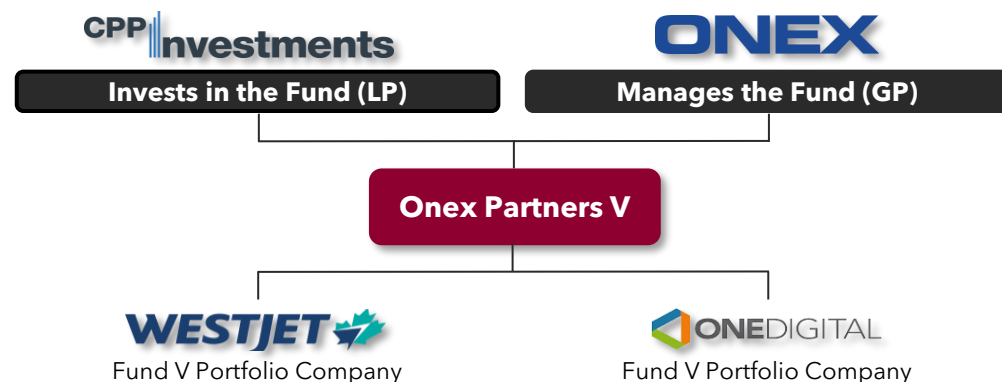 CPP Investments
ONEX
Invests in the Fund (LP)
Manages the Fund (GP)
Onex Partners V
WESTJET
ONEDIGITAL
Fund V Portfolio Company
Fund V Portfolio Company